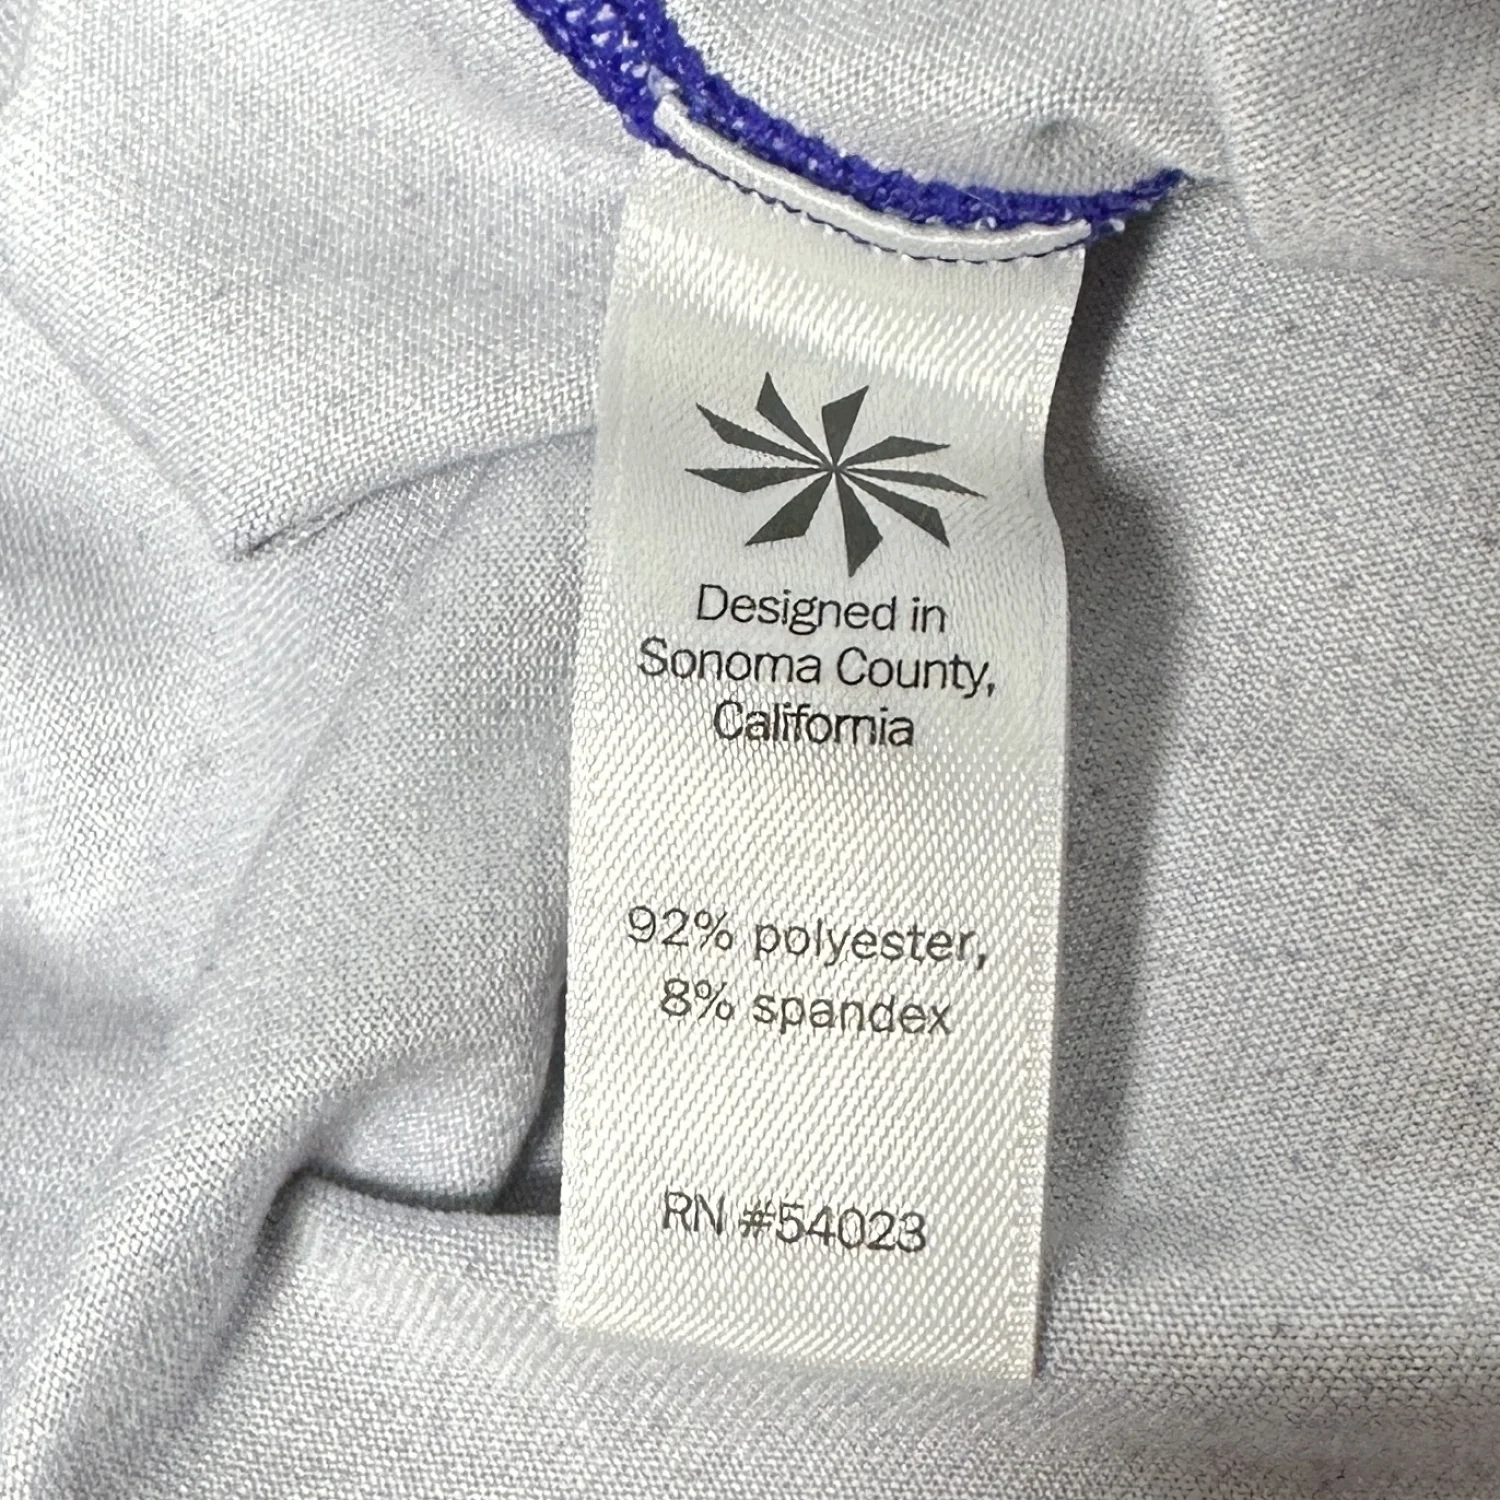 Designed in
Sonoma County,
California
92% polyester,
8% spandex
RN #54023